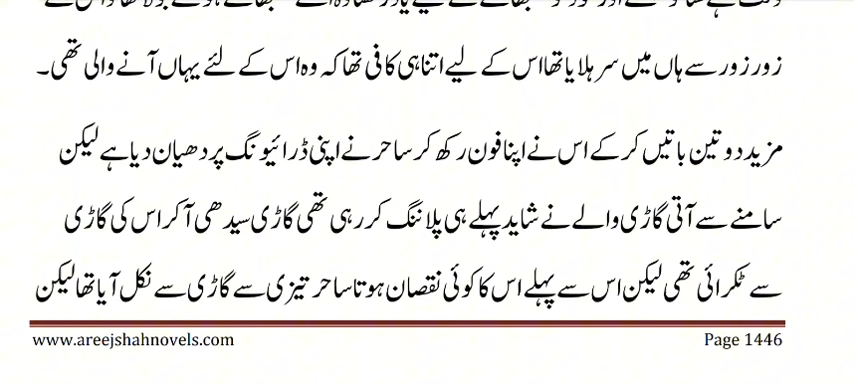 زور زور سے ہاں میں سر ہلایا تھا اس کے لیے اتنا ہی کافی تھا کہ وہ اس کے لئے یہاں آنے والی تھی۔
مزید دو تین باتیں کر کے اس نے اپنا فون رکھ کر ساحر نے اپنی ڈرائیونگ پر دھیان دیا ہے لیکن
سامنے سے آتی گاڑی والے نے شاید پہلے ہی پلاننگ کر رہی تھی گاڑی سیدھی آ کر اس کی گاڑی
سے ٹکرائی تھی لیکن اس سے پہلے اس کا کوئی نقصان ہوتا ساحر تیزی سے گاڑی سے نکل آیا تھا لیکن
www.areejshahnovels.com Page 1446